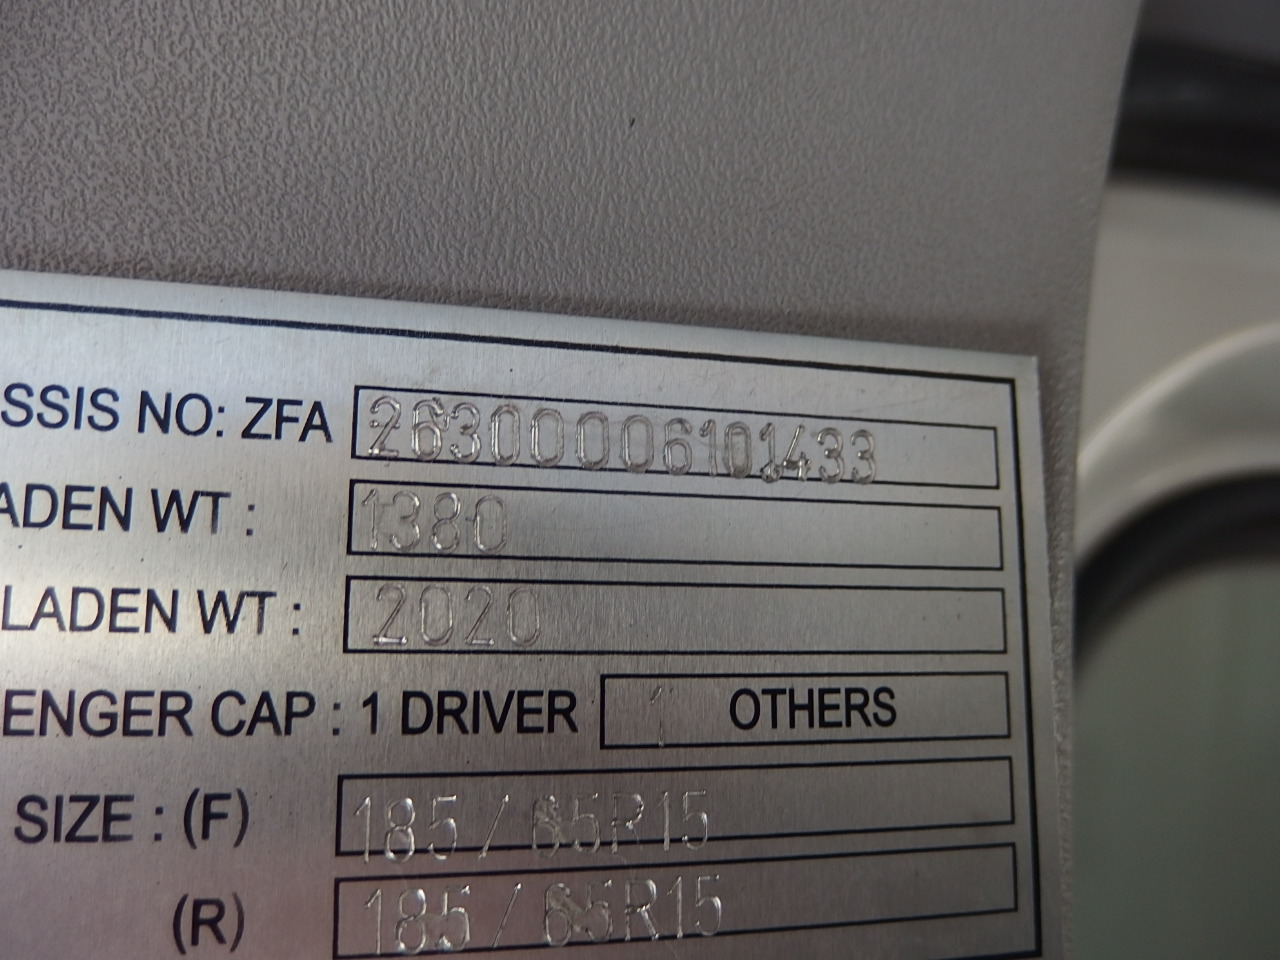 SSIS NO: ZFA 26300006101433
ADEN WT : 1380
LADEN WT : 2020
ENGER CAP : 1 DRIVER 1 OTHERS
SIZE : (F) 185 / 65R15
(R) 185 / 65R15